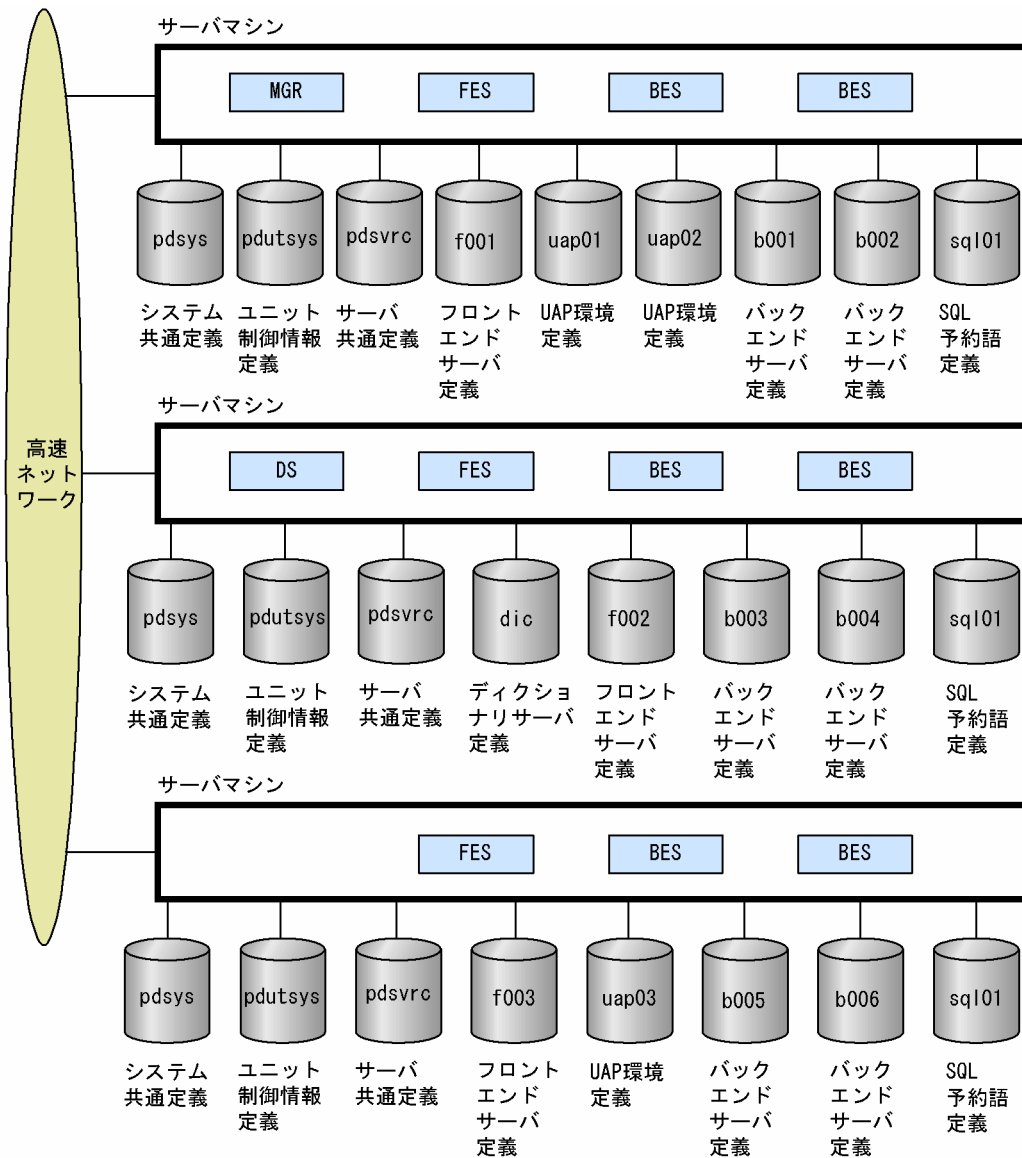 サーバマシン
MGR
FES
BES
BES
pdsys
pdutsys
pdsvrc
f001
uap01
uap02
b001
b002
sql01
システム
共通定義
ユニット
制御情報
定義
サーバ
共通定義
フロント
エンド
サーバ
定義
UAP環境
定義
UAP環境
定義
バック
エンド
サーバ
定義
バック
エンド
サーバ
定義
SQL
予約語
定義
高速
ネット
ワーク
サーバマシン
DS
FES
BES
BES
pdsys
pdutsys
pdsvrc
dic
f002
b003
b004
sql01
システム
共通定義
ユニット
制御情報
定義
サーバ
共通定義
ディクショ
ナリサーバ
定義
フロント
エンド
サーバ
定義
バック
エンド
サーバ
定義
バック
エンド
サーバ
定義
SQL
予約語
定義
サーバマシン
FES
BES
BES
pdsys
pdutsys
pdsvrc
f003
uap03
b005
b006
sql01
システム
共通定義
ユニット
制御情報
定義
サーバ
共通定義
フロント
エンド
サーバ
定義
UAP環境
定義
バック
エンド
サーバ
定義
バック
エンド
サーバ
定義
SQL
予約語
定義